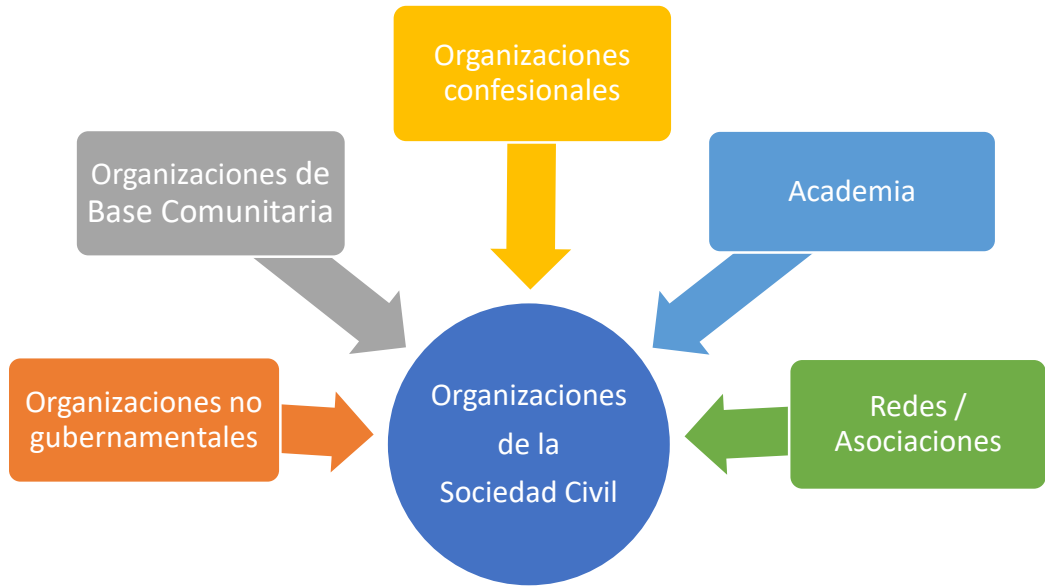 Organizaciones
confesionales
Organizaciones de
Base Comunitaria
Academia
Organizaciones no
gubernamentales
Organizaciones
de la
Sociedad Civil
Redes /
Asociaciones